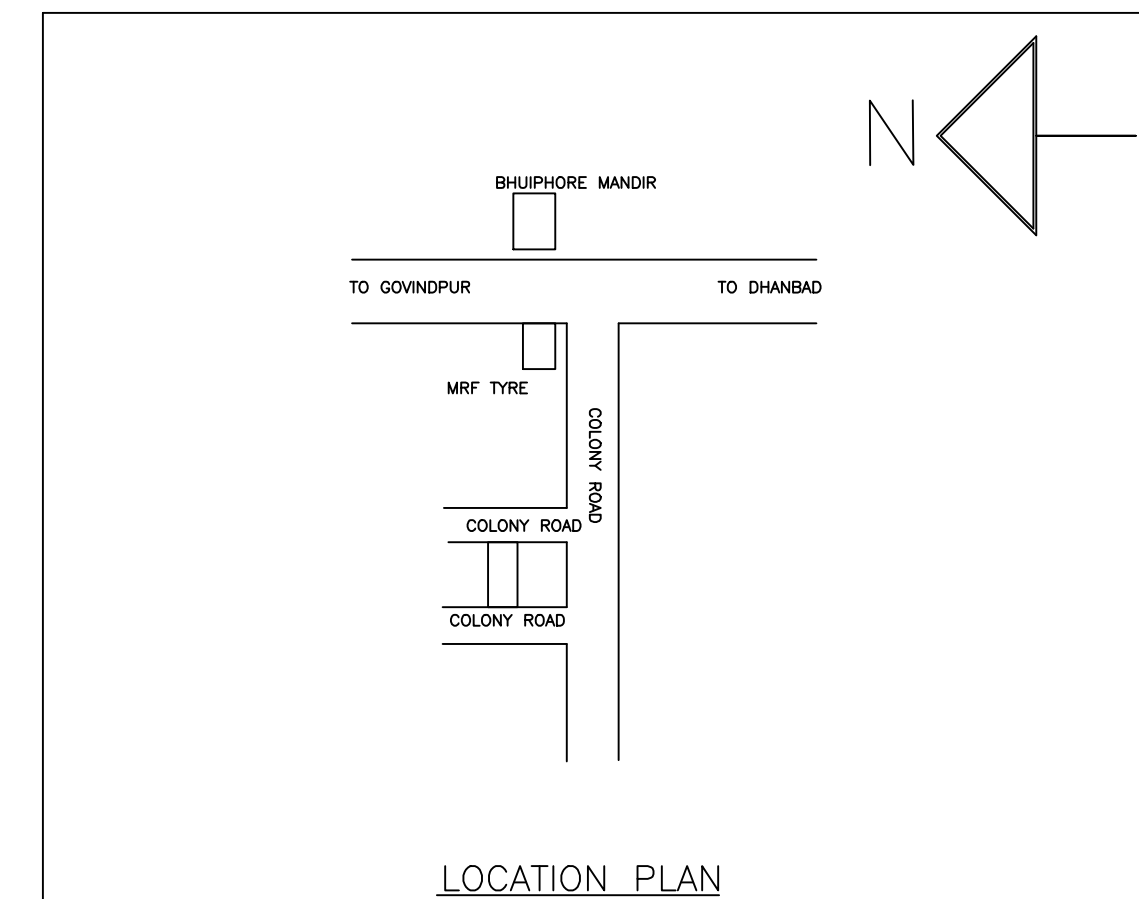 N
BHUIPHORE MANDIR
TO GOVINDPUR
TO DHANBAD
MRF TYRE
COLONY ROAD
COLONY ROAD
COLONY ROAD
LOCATION PLAN